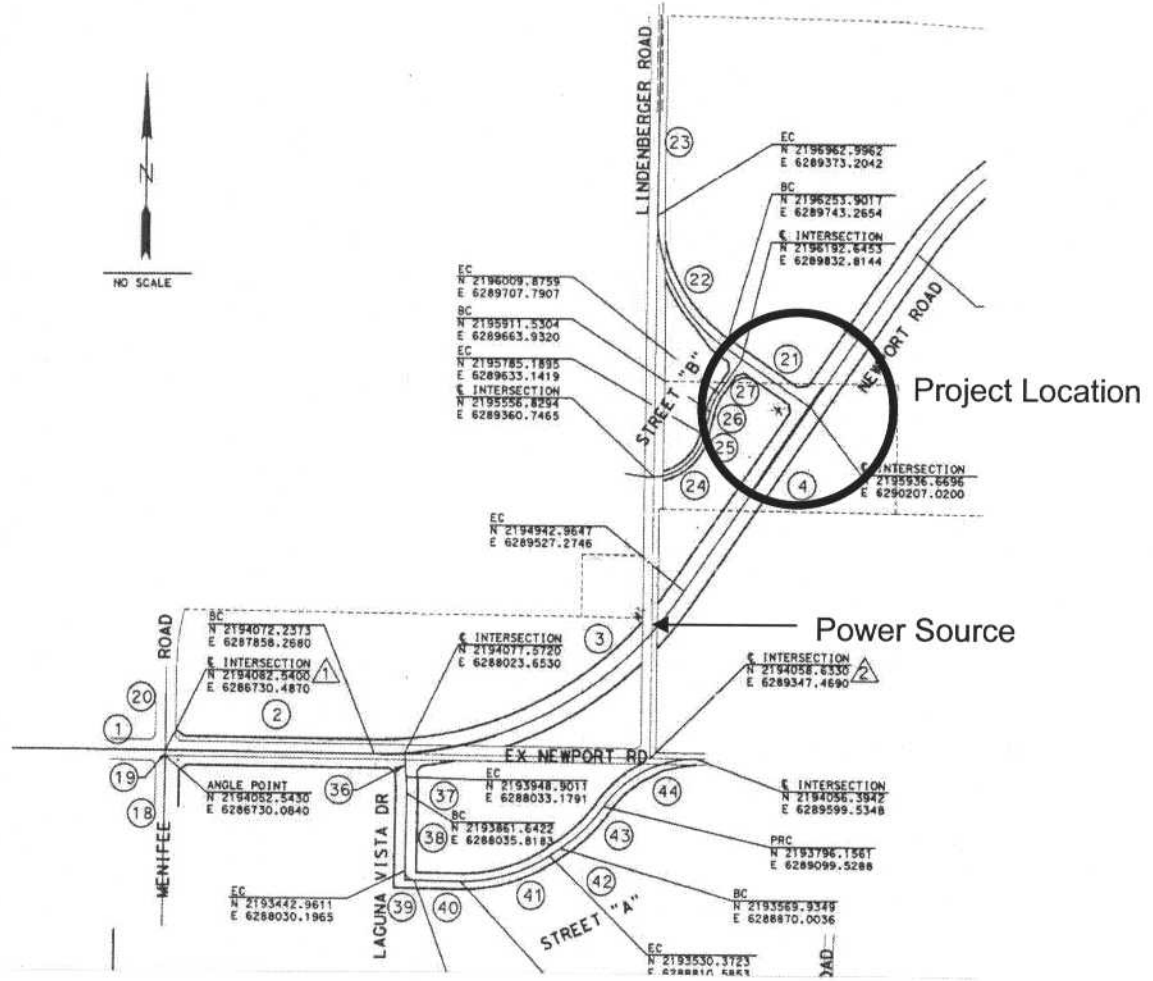 LINDENBERGER ROAD
N
NO SCALE
23
EC
N 2196962.9962
E 6289373.2042
BC
N 2196253.9017
E 6289743.2654
℄ INTERSECTION
N 2196192.6453
E 6289832.8144
EC
N 2196009.8759
E 6289707.7907
BC
N 2195911.5304
E 6289663.9320
EC
N 2195785.1895
E 6289633.1419
℄ INTERSECTION
N 2195556.8294
E 6289360.7465
22
21
NEWPORT ROAD
Project Location
STREET "B"
27
26
25
24
4
℄ INTERSECTION
N 2195936.6696
E 6290207.0200
EC
N 2194942.9647
E 6289527.2746
BC
N 2194072.2373
E 6287858.2680
℄ INTERSECTION
N 2194082.5400
E 6286730.4870
1
℄ INTERSECTION
N 2194077.5720
E 6288023.6530
3
Power Source
℄ INTERSECTION
N 2194058.6330
E 6289347.4690
2
MENIFEE ROAD
20
1
2
EX NEWPORT RD
19
18
ANGLE POINT
N 2194052.5430
E 6286730.0840
36
37
EC
N 2193948.9011
E 6288033.1791
44
℄ INTERSECTION
N 2194056.3942
E 6289599.5348
BC
N 2193861.6422
E 6288035.8183
38
43
PRC
N 2193796.1561
E 6289099.5288
LAGUNA VISTA DR
EC
N 2193442.9611
E 6288030.1965
39
40
41
42
BC
N 2193569.9349
E 6288870.0036
STREET "A"
EC
N 2193530.3723
E 6288810.5853